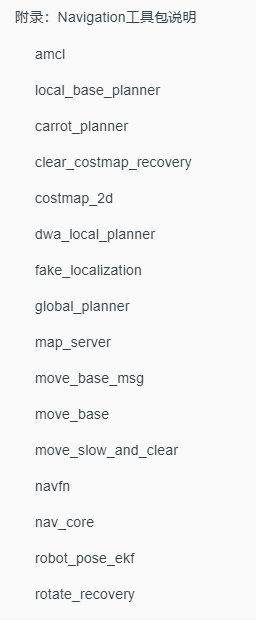 附录：Navigation工具包说明
amcl
local_base_planner
carrot_planner
clear_costmap_recovery
costmap_2d
dwa_local_planner
fake_localization
global_planner
map_server
move_base_msg
move_base
move_slow_and_clear
navfn
nav_core
robot_pose_ekf
rotate_recovery